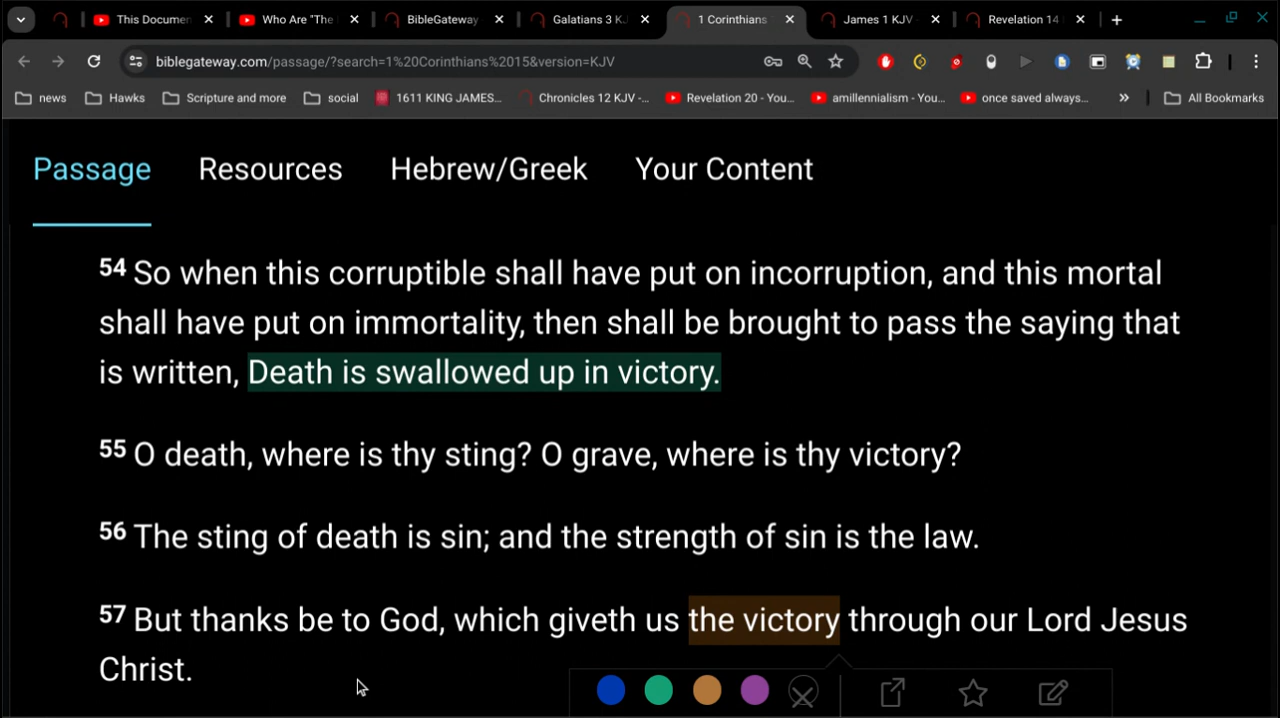 This Documen
Who Are "The
BibleGateway
Galatians 3 KJ
1 Corinthians
James 1 KJV
Revelation 14
biblegateway.com/passage/?search=1%20Corinthians%2015&version=KJV
news Hawks Scripture and more social 1611 KING JAMES... Chronicles 12 KJV -... Revelation 20 - You... amillennialism - You... once saved always... » All Bookmarks
Passage Resources Hebrew/Greek Your Content
54 So when this corruptible shall have put on incorruption, and this mortal
shall have put on immortality, then shall be brought to pass the saying that
is written, Death is swallowed up in victory.
55 O death, where is thy sting? O grave, where is thy victory?
56 The sting of death is sin; and the strength of sin is the law.
57 But thanks be to God, which giveth us the victory through our Lord Jesus
Christ.